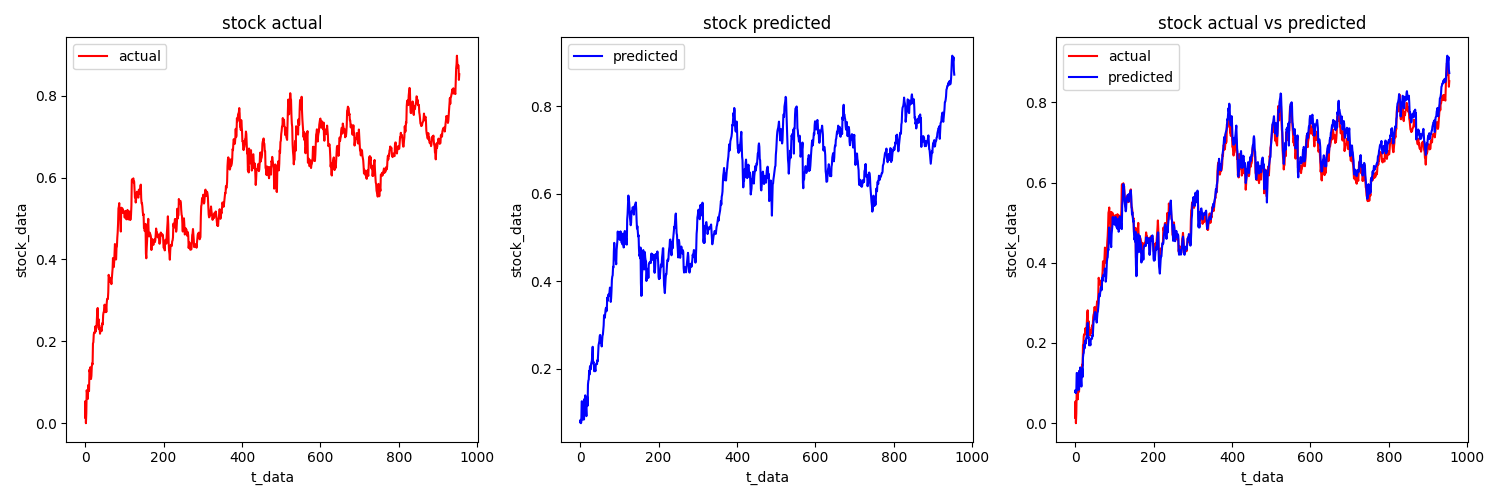 stock actual
actual
stock_data
0.8
0.6
0.4
0.2
0.0
0 200 400 600 800 1000
t_data
stock predicted
predicted
stock_data
0.8
0.6
0.4
0.2
0 200 400 600 800 1000
t_data
stock actual vs predicted
actual
predicted
stock_data
0.8
0.6
0.4
0.2
0.0
0 200 400 600 800 1000
t_data